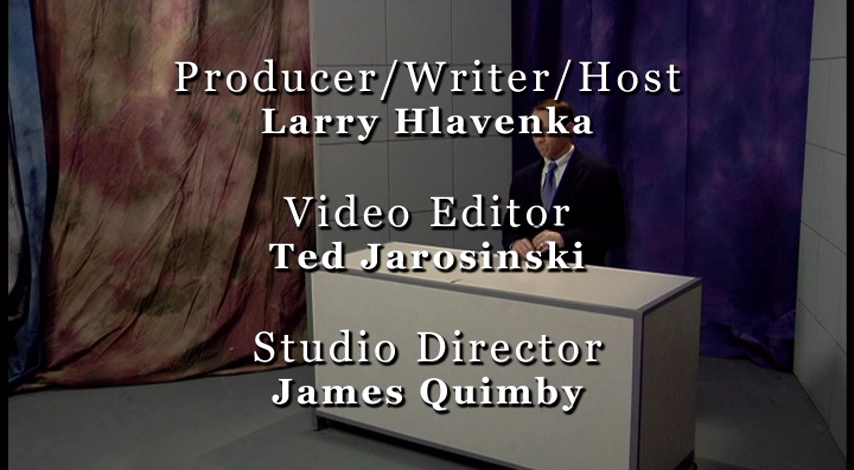 Producer/Writer/Host
Larry Hlavenka
Video Editor
Ted Jarosinski
Studio Director
James Quimby